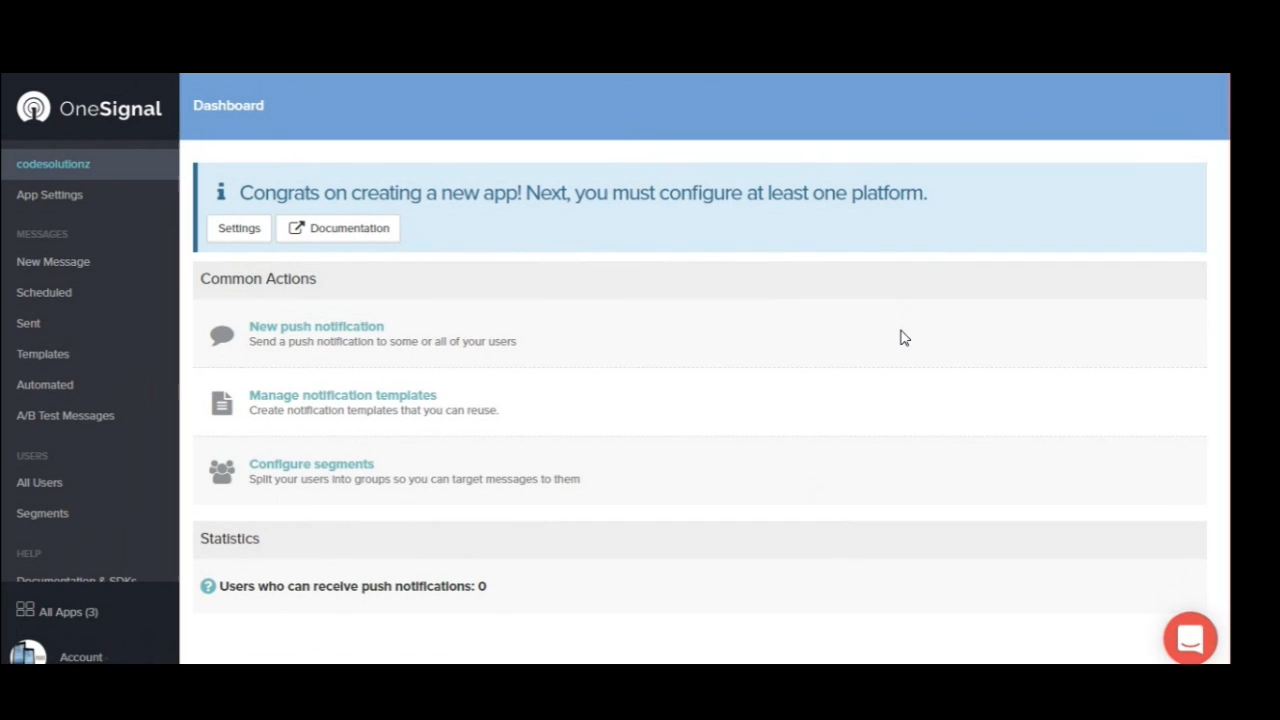 OneSignal
Dashboard
codesolutionz
App Settings
MESSAGES
New Message
Scheduled
Sent
Templates
Automated
A/B Test Messages
USERS
All Users
Segments
HELP
Documentation & SDKs
All Apps (3)
Account
Congrats on creating a new app! Next, you must configure at least one platform.
Settings
Documentation
Common Actions
New push notification
Send a push notification to some or all of your users
Manage notification templates
Create notification templates that you can reuse.
Configure segments
Split your users into groups so you can target messages to them
Statistics
Users who can receive push notifications: 0